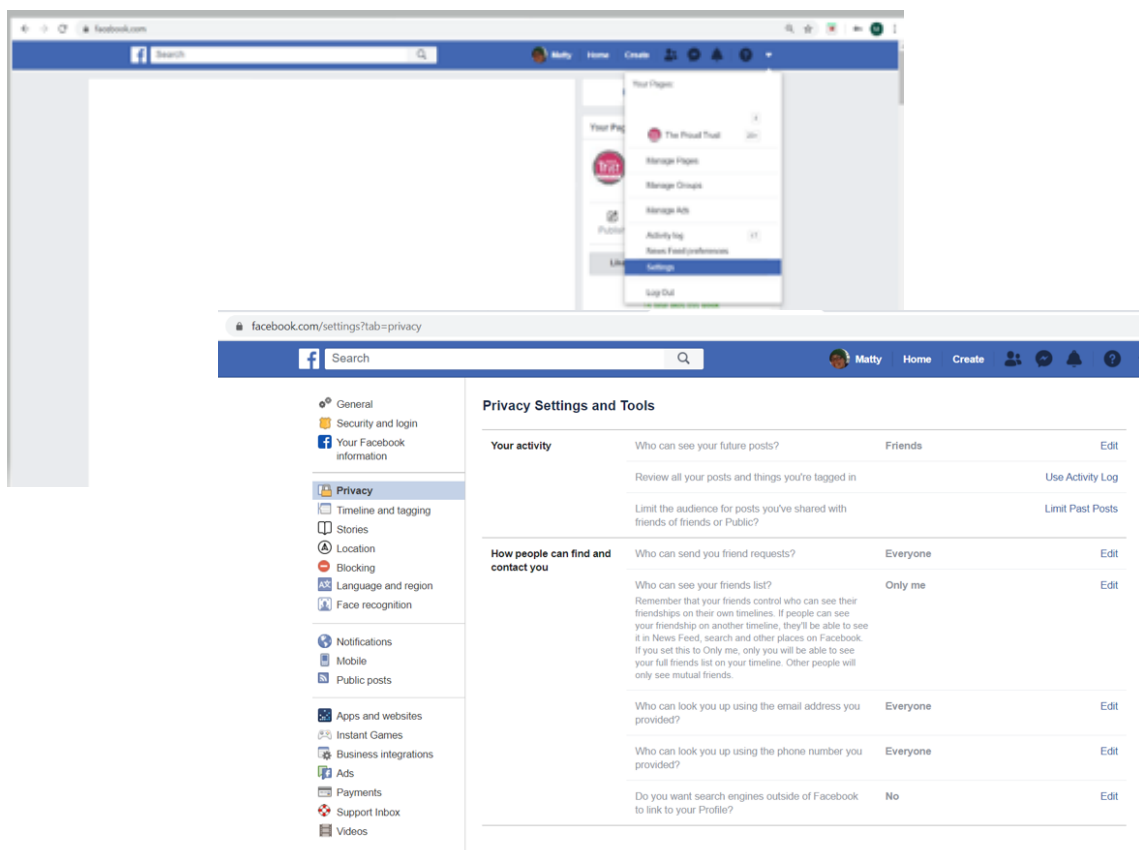 facebook.com
Search
Matty Home Create
Your Pages:
Your Pag
The Proud Trust 20+
Manage Pages
Manage Groups
Manage Ads
Publish
Activity log
News Feed preferences
Settings
Log Out
facebook.com/settings?tab=privacy
Search
Matty Home Create
General
Security and login
Your Facebook
information
Privacy
Timeline and tagging
Stories
Location
Blocking
Language and region
Face recognition
Notifications
Mobile
Public posts
Apps and websites
Instant Games
Business integrations
Ads
Payments
Support Inbox
Videos
Privacy Settings and Tools
Your activity Who can see your future posts? Friends Edit
Review all your posts and things you're tagged in Use Activity Log
Limit the audience for posts you've shared with Limit Past Posts
friends of friends or Public?
How people can find and Who can send you friend requests? Everyone Edit
contact you
Who can see your friends list? Only me Edit
Remember that your friends control who can see their
friendships on their own timelines. If people can see
your friendship on another timeline, they'll be able to see
it in News Feed, search and other places on Facebook.
If you set this to Only me, only you will be able to see
your full friends list on your timeline. Other people will
only see mutual friends.
Who can look you up using the email address you Everyone Edit
provided?
Who can look you up using the phone number you Everyone Edit
provided?
Do you want search engines outside of Facebook No Edit
to link to your Profile?